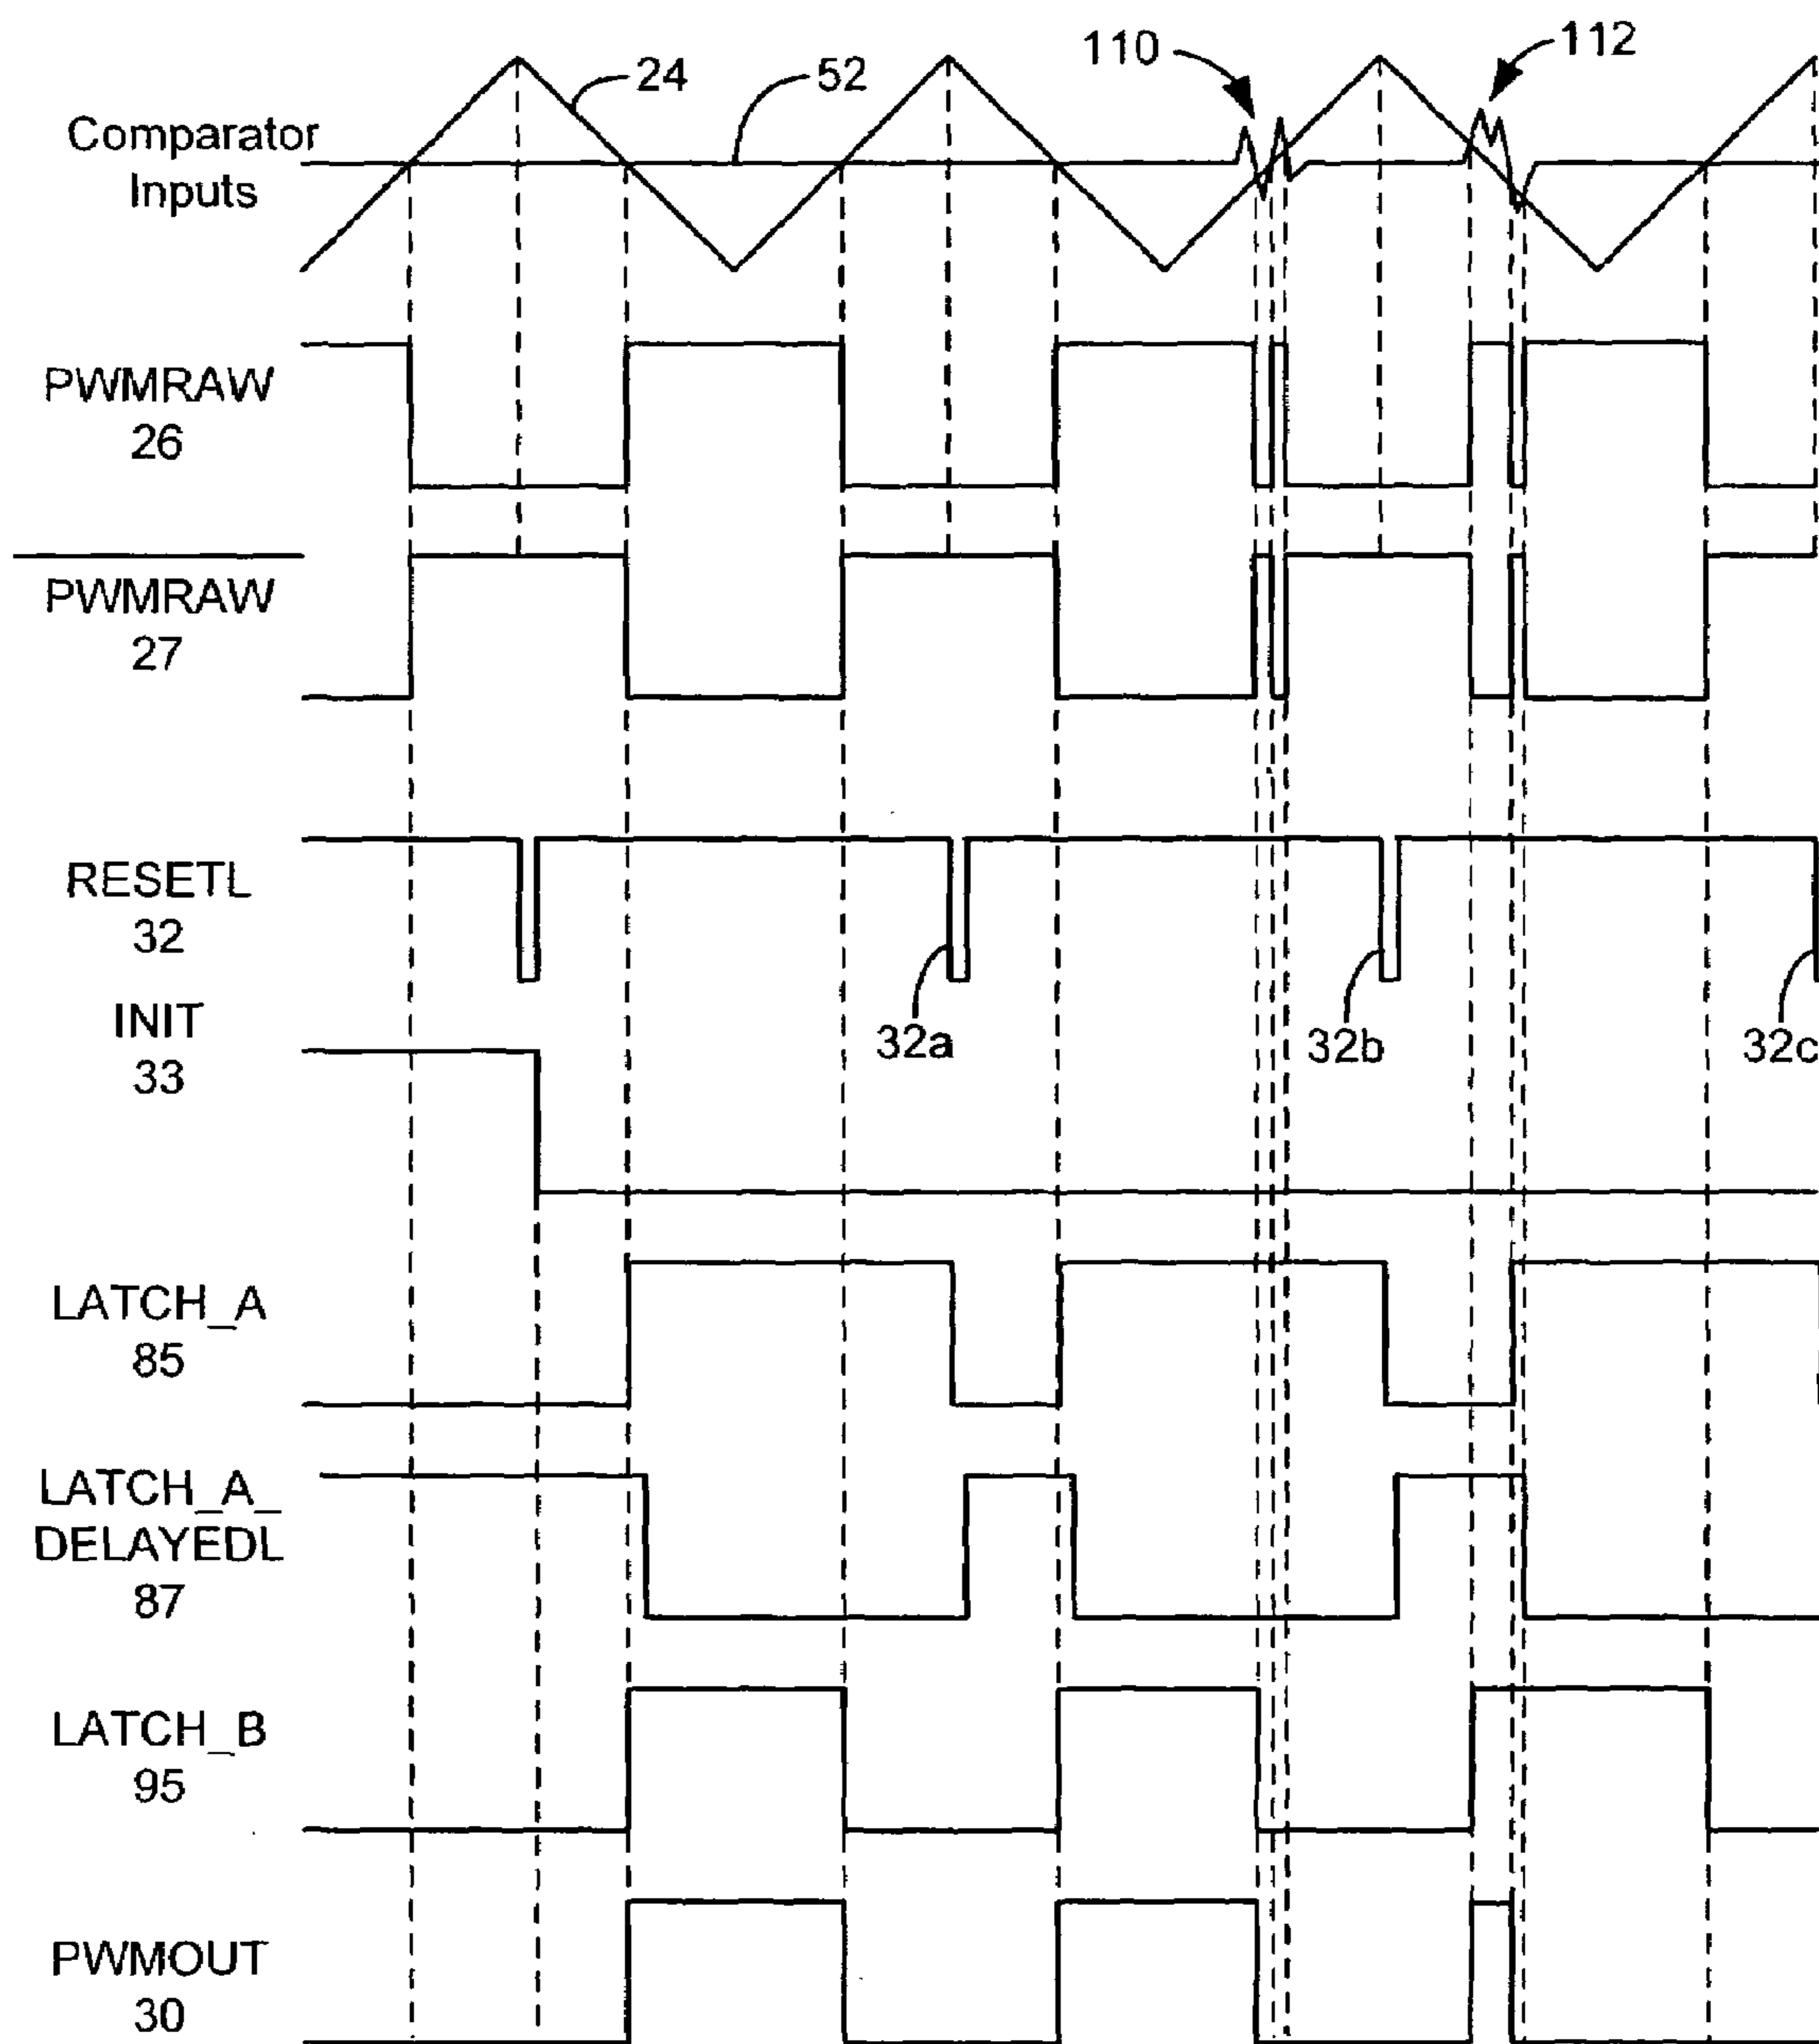 110
112
24
52
Comparator
Inputs
PWMRAW
26
PWMRAW
27
RESETL
32
32a
32b
32c
INIT
33
LATCH_A
85
LATCH_A_
DELAYEDL
87
LATCH_B
95
PWMOUT
30